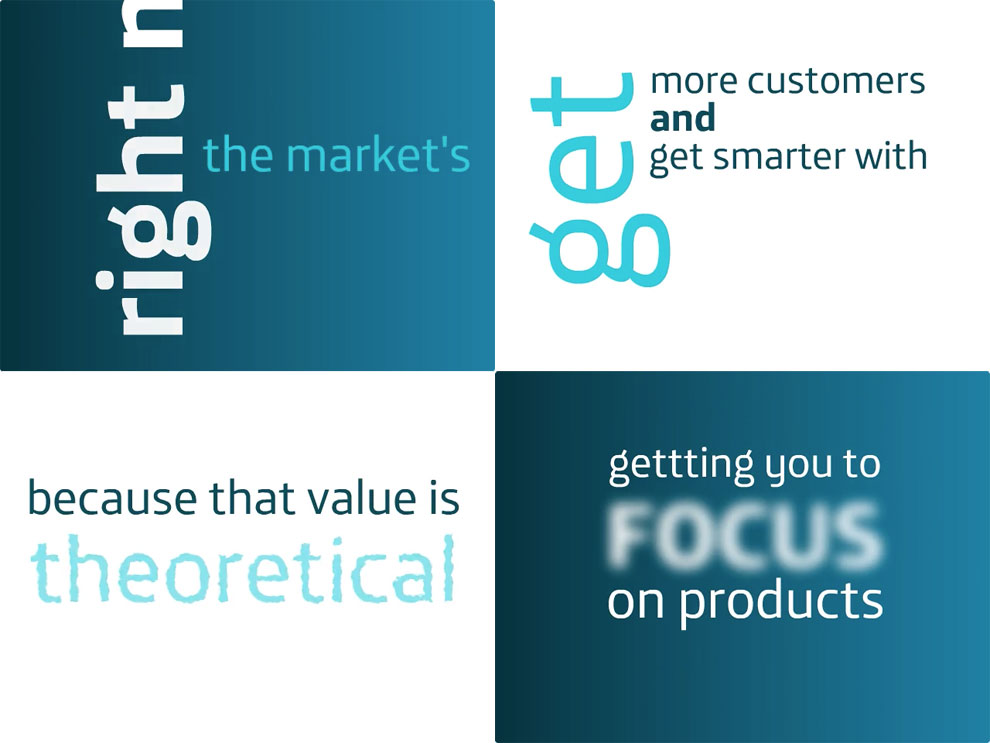 right n
the market's
get
more customers
and
get smarter with
because that value is
theoretical
gettting you to
FOCUS
on products